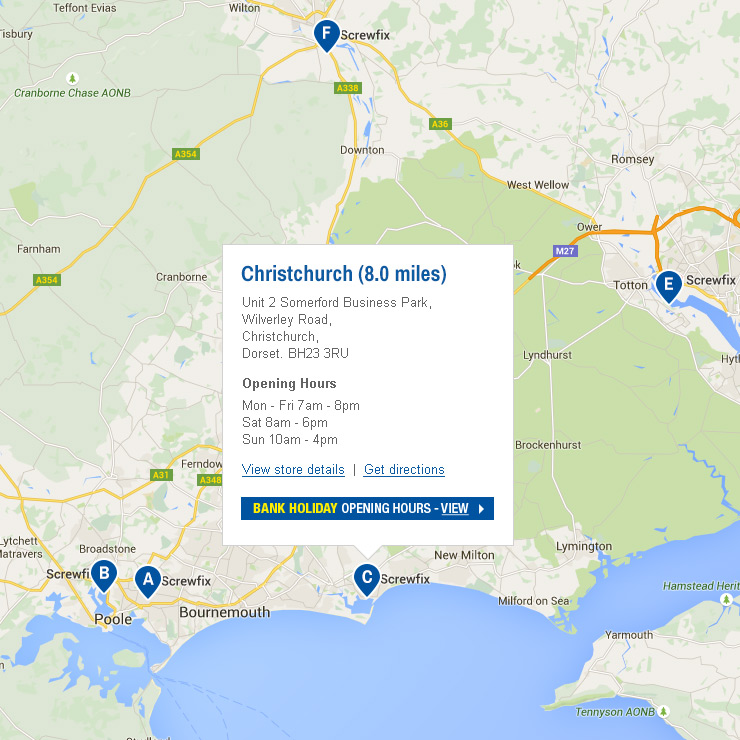 Teffont Evias
Wilton
Tisbury
F
Screwfix
Cranborne Chase AONB
A338
A36
A354
Downton
Romsey
West Wellow
Ower
M27
Farnham
Cranborne
A354
Totton
E
Screwfix
Christchurch (8.0 miles)
Unit 2 Somerford Business Park,
Wilverley Road,
Christchurch,
Dorset. BH23 3RU
Opening Hours
Mon - Fri 7am - 8pm
Sat 8am - 6pm
Sun 10am - 4pm
View store details | Get directions
BANK HOLIDAY OPENING HOURS - VIEW
ok
Lyndhurst
Hyth
Brockenhurst
Ferndow
A31
A348
Lytchett
Matravers
Broadstone
New Milton
Lymington
Screwfi
B
A
Screwfix
C
Screwfix
Hamstead Herit
Milford on Sea
Poole
Bournemouth
Yarmouth
Tennyson AONB
Studland